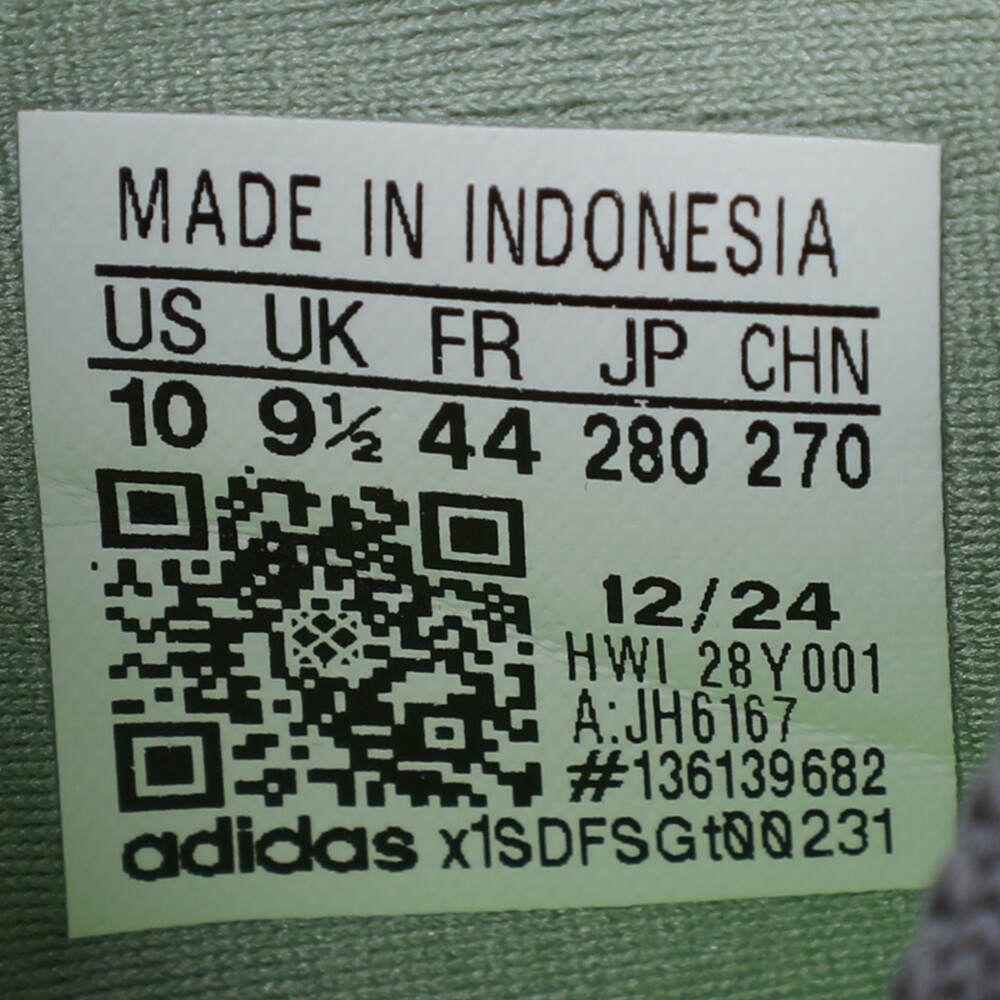 MADE IN INDONESIA
US UK FR JP CHN
10 9½ 44 280 270
12/24
HWI 28Y001
A:JH6167
#136139682
adidas x1SDFSGt00231